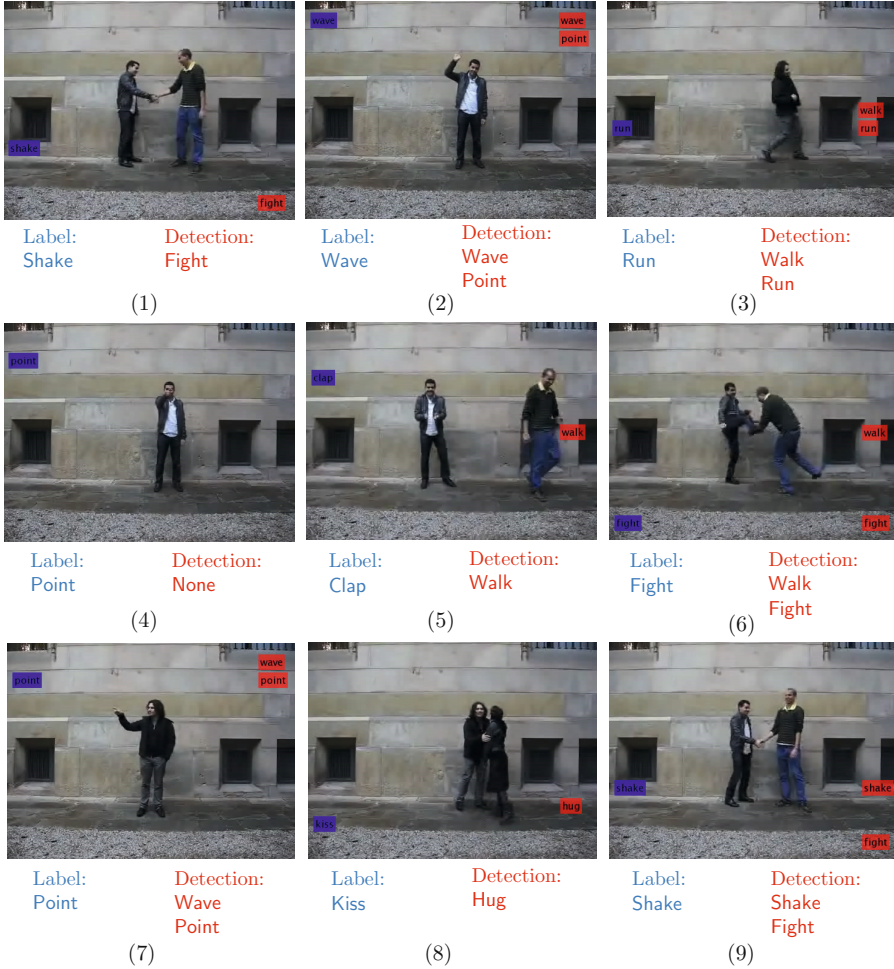 wave
wave
point
run
walk
run
shake
fight
Label:
Shake
Detection:
Fight
(1)
Label:
Wave
Detection:
Wave
Point
(2)
Label:
Run
Detection:
Walk
Run
(3)
point
clap
walk
walk
fight
fight
Label:
Point
Detection:
None
(4)
Label:
Clap
Detection:
Walk
(5)
Label:
Fight
Detection:
Walk
Fight
(6)
point
wave
point
kiss
hug
shake
shake
fight
Label:
Point
Detection:
Wave
Point
(7)
Label:
Kiss
Detection:
Hug
(8)
Label:
Shake
Detection:
Shake
Fight
(9)